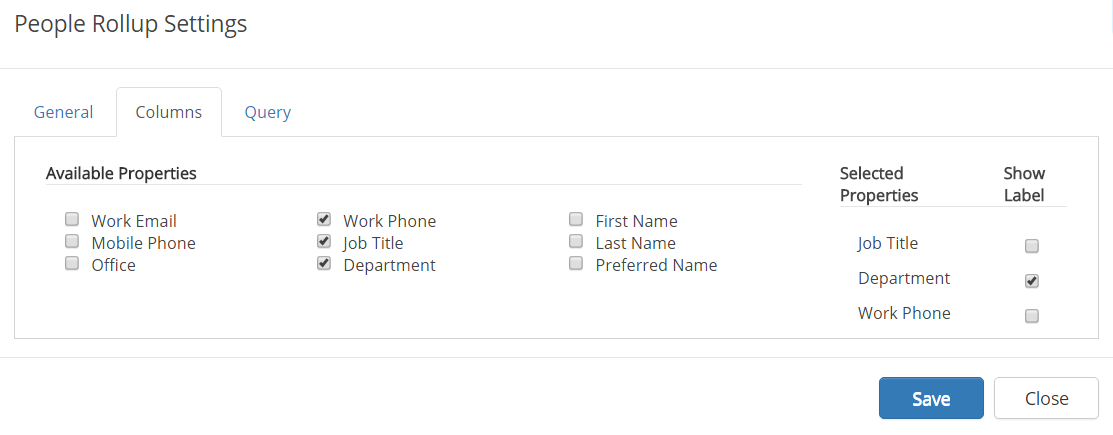 People Rollup Settings
General Columns Query
Available Properties
Work Email Work Phone First Name
Mobile Phone Job Title Last Name
Office Department Preferred Name
Selected Properties
Show Label
Job Title
Department
Work Phone
Save Close